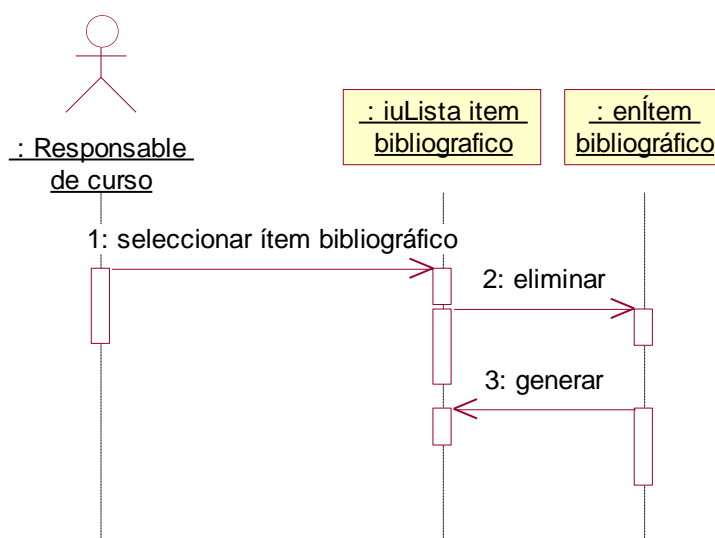 : Responsable
de curso
: iuLista item
bibliografico
: enÍtem
bibliográfico
1: seleccionar ítem bibliográfico
2: eliminar
3: generar